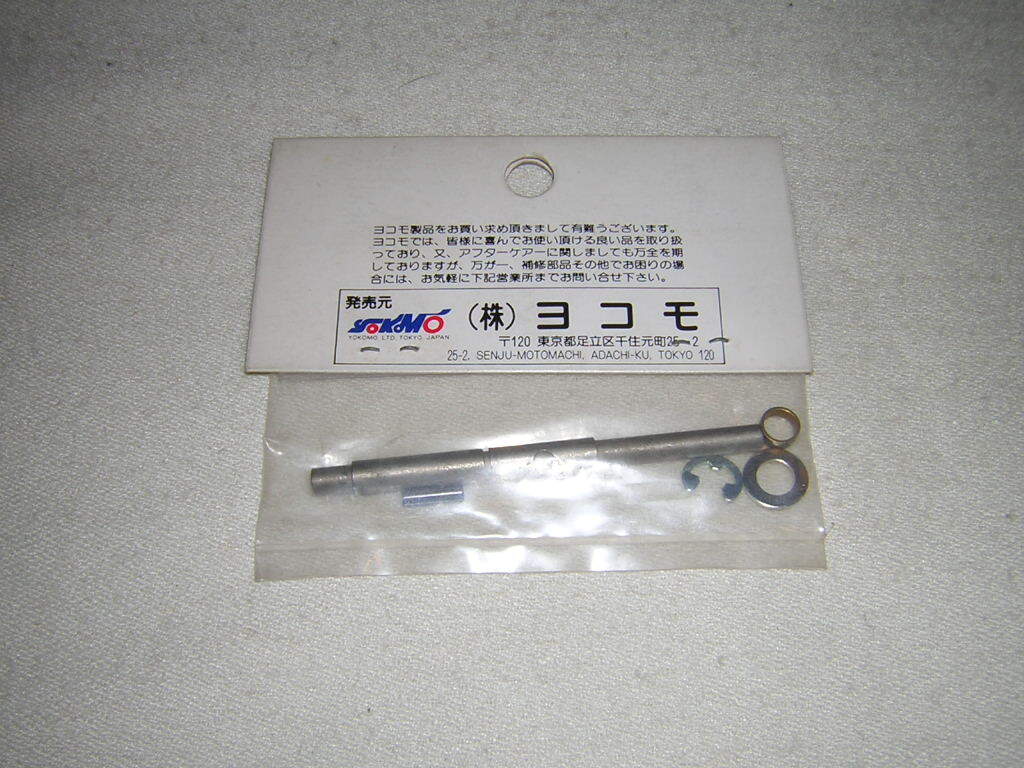 ヨコモ製品をお買い求め頂きまして有難うございます。
ヨコモでは、皆様に喜んでお使い頂ける良い品を取り扱
っており、又、アフターケアーに関しましても万全を期
しておりますが、万が一、補修部品その他でお困りの場
合には、お気軽に下記営業所までお問い合せ下さい。
発売元
YOKOMO
YOKOMO LTD. TOKYO, JAPAN
(株)ヨコモ
〒120 東京都足立区千住元町25-2
25-2, SENJU-MOTOMACHI, ADACHI-KU, TOKYO 120